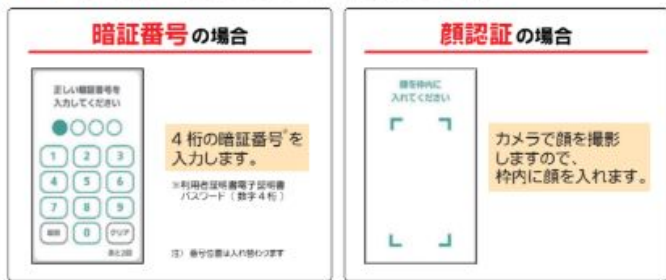 暗証番号の場合
正しい暗証番号を
入力してください
1 2 3
4 5 6
7 8 9
0 クリア
あと2回
4桁の暗証番号※を
入力します。
※利用者証明書電子証明書
パスワード(数字4桁)
注) 番号位置は入れ替わります
顔認証の場合
顔を枠内に
入れてください
カメラで顔を撮影
しますので、
枠内に顔を入れます。